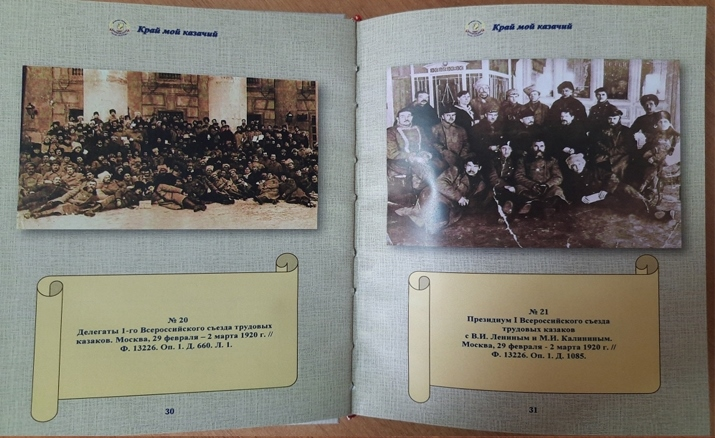 Край мой казачий
№ 20
Делегаты 1-го Всероссийского съезда трудовых
казаков. Москва, 29 февраля – 2 марта 1920 г. //
Ф. 13226. Оп. 1. Д. 660. Л. 1.
30
Край мой казачий
№ 21
Президиум I Всероссийского съезда
трудовых казаков
с В.И. Лениным и М.И. Калининым.
Москва, 29 февраля - 2 марта 1920 г. //
Ф. 13226. Оп. 1. Д. 1085.
31